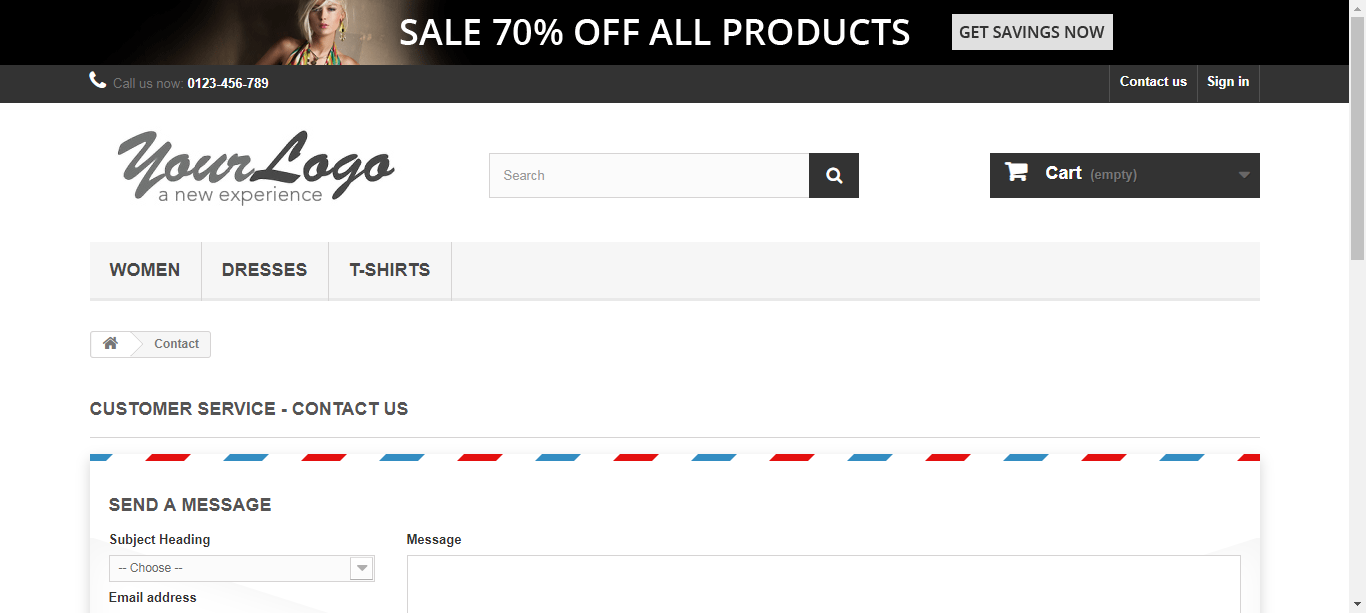 SALE 70% OFF ALL PRODUCTS GET SAVINGS NOW
Call us now: 0123-456-789 Contact us Sign in
YourLogo
a new experience
Search
Cart (empty)
WOMEN DRESSES T-SHIRTS
Contact
CUSTOMER SERVICE - CONTACT US
SEND A MESSAGE
Subject Heading Message
-- Choose --
Email address